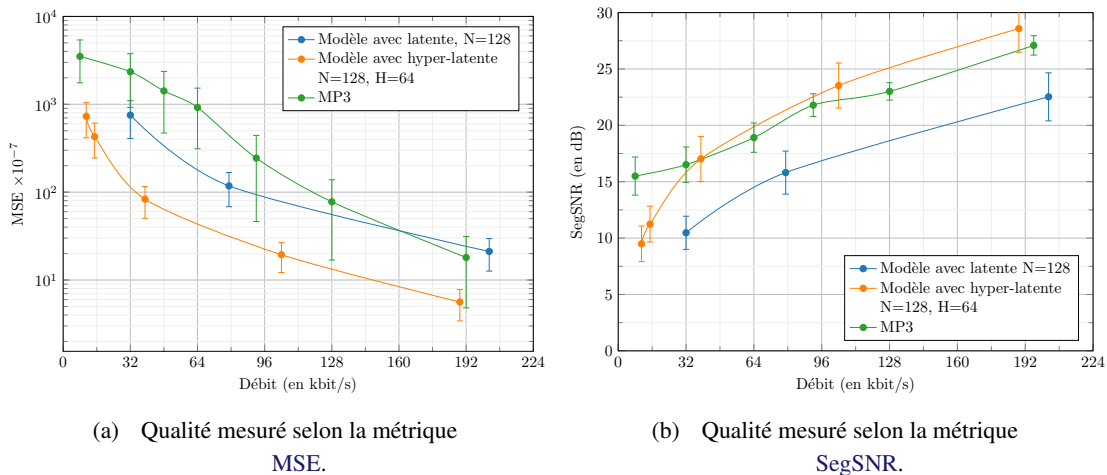 10^4
10^3
10^2
10^1
MSE ×10^−7
Modèle avec latente, N=128
Modèle avec hyper-latente
N=128, H=64
MP3
0 32 64 96 128 160 192 224
Débit (en kbit/s)
(a) Qualité mesuré selon la métrique
MSE.
30
25
20
15
10
5
0
SegSNR (en dB)
Modèle avec latente N=128
Modèle avec hyper-latente
N=128, H=64
MP3
0 32 64 96 128 160 192 224
Débit (en kbit/s)
(b) Qualité mesuré selon la métrique
SegSNR.